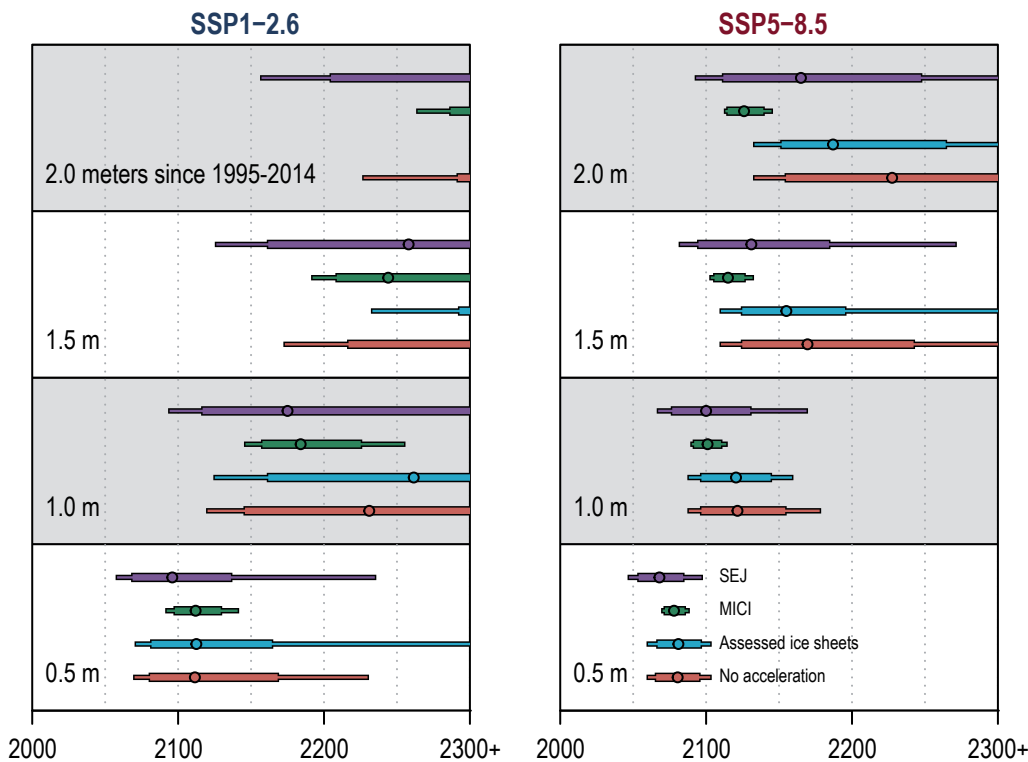 SSP1−2.6
SSP5−8.5
2.0 meters since 1995-2014
2.0 m
1.5 m
1.5 m
1.0 m
1.0 m
SEJ
MICI
Assessed ice sheets
No acceleration
0.5 m
0.5 m
2000 2100 2200 2300+
2000 2100 2200 2300+